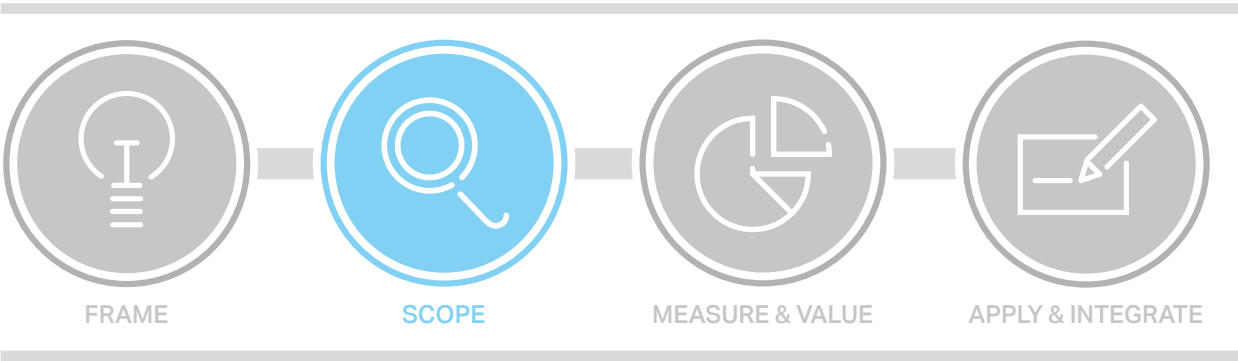 FRAME
SCOPE
MEASURE & VALUE
APPLY & INTEGRATE